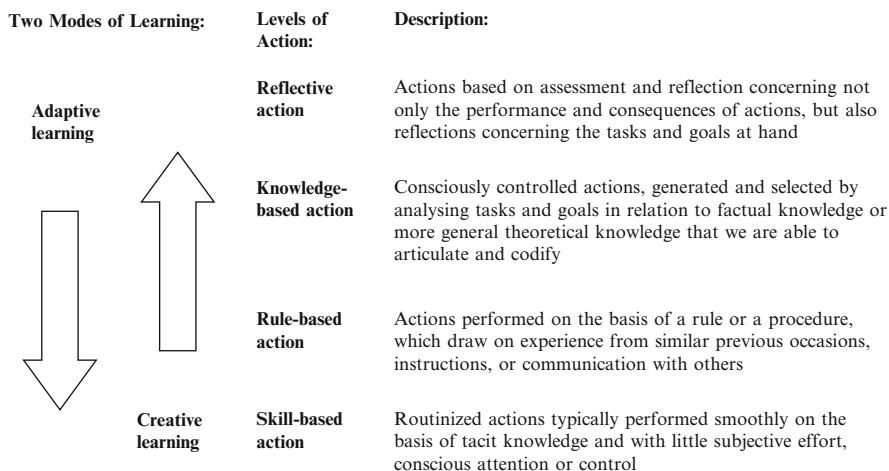 Two Modes of Learning:
Levels of
Action:
Description:
Adaptive
learning
Reflective
action
Actions based on assessment and reflection concerning not
only the performance and consequences of actions, but also
reflections concerning the tasks and goals at hand
Knowledge-
based action
Consciously controlled actions, generated and selected by
analysing tasks and goals in relation to factual knowledge or
more general theoretical knowledge that we are able to
articulate and codify
Rule-based
action
Actions performed on the basis of a rule or a procedure,
which draw on experience from similar previous occasions,
instructions, or communication with others
Creative
learning
Skill-based
action
Routinized actions typically performed smoothly on the
basis of tacit knowledge and with little subjective effort,
conscious attention or control